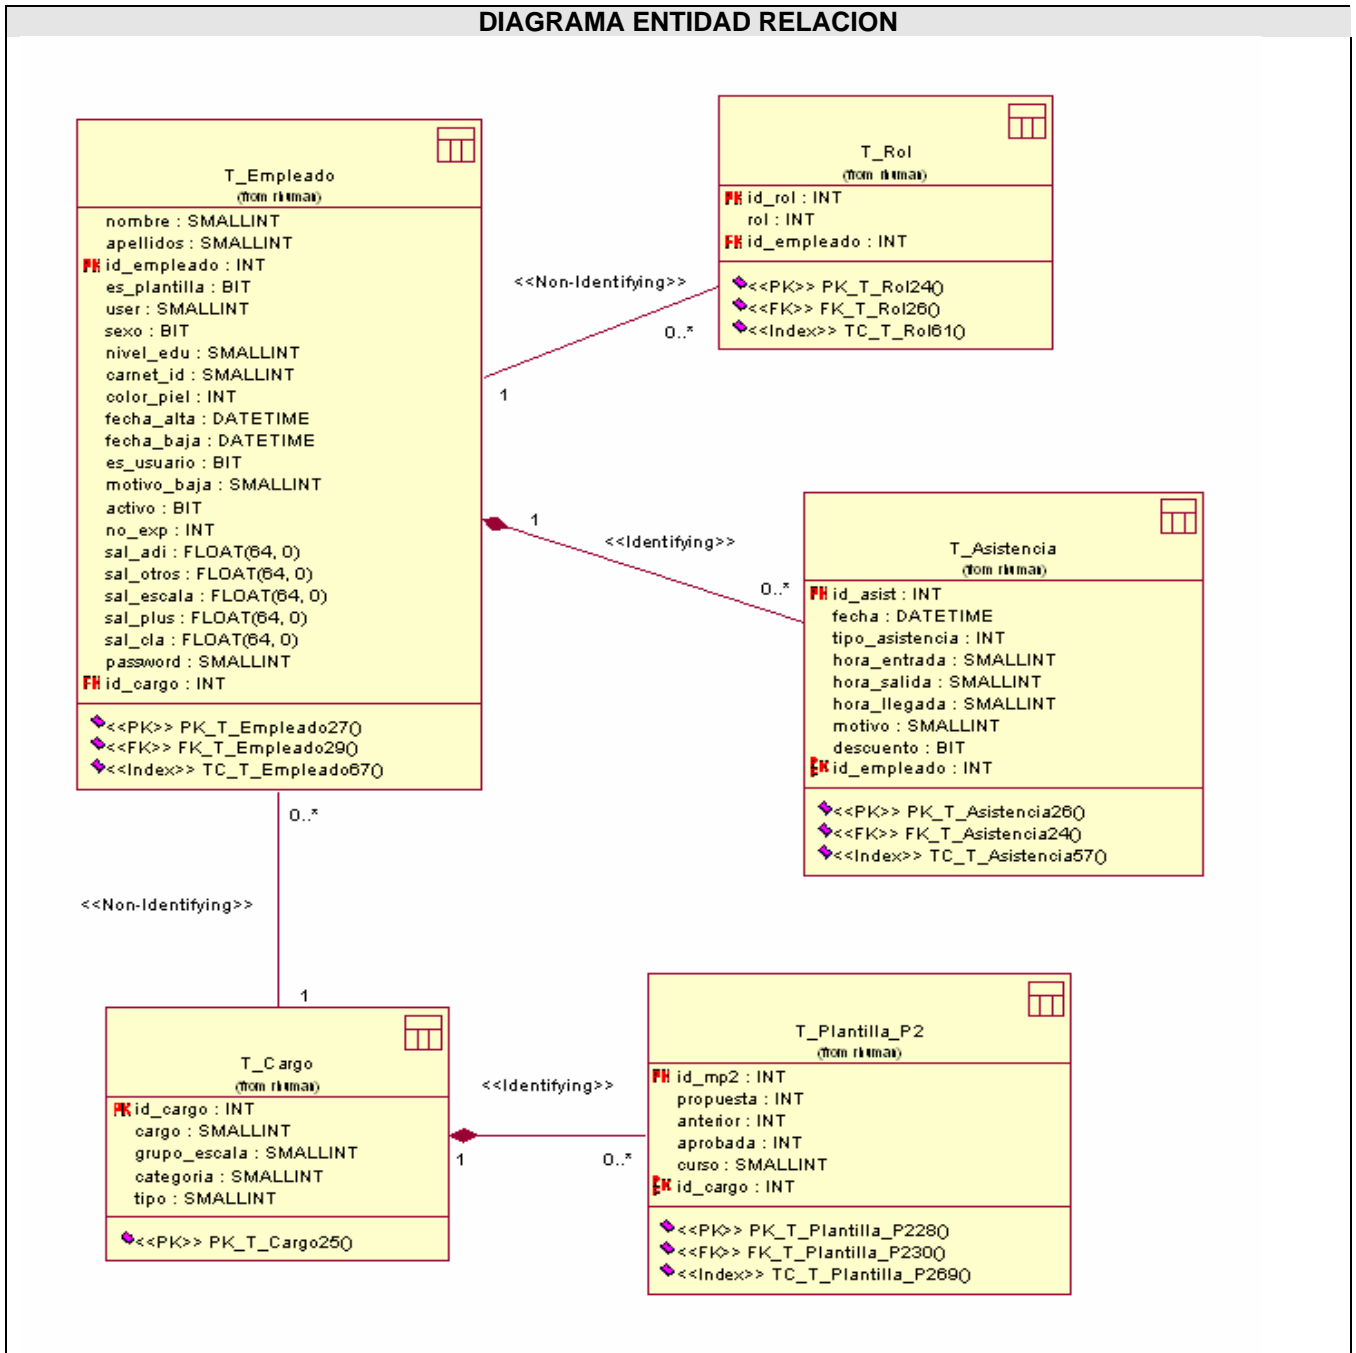 DIAGRAMA ENTIDAD RELACION
T_Empleado
(from rhuman)
nombre : SMALLINT
apellidos : SMALLINT
PK id_empleado : INT
es_plantilla : BIT
user : SMALLINT
sexo : BIT
nivel_edu : SMALLINT
carnet_id : SMALLINT
color_piel : INT
fecha_alta : DATETIME
fecha_baja : DATETIME
es_usuario : BIT
motivo_baja : SMALLINT
activo : BIT
no_exp : INT
sal_adi : FLOAT(64, 0)
sal_otros : FLOAT(64, 0)
sal_escala : FLOAT(64, 0)
sal_plus : FLOAT(64, 0)
sal_cla : FLOAT(64, 0)
password : SMALLINT
FK id_cargo : INT
<<PK>> PK_T_Empleado27()
<<FK>> FK_T_Empleado29()
<<Index>> TC_T_Empleado67()
T_Rol
(from rhuman)
PK id_rol : INT
rol : INT
FK id_empleado : INT
<<PK>> PK_T_Rol24()
<<FK>> FK_T_Rol26()
<<Index>> TC_T_Rol61()
<<Non-Identifying>>
0..*
1
1
<<Identifying>>
0..*
T_Asistencia
(from rhuman)
PK id_asist : INT
fecha : DATETIME
tipo_asistencia : INT
hora_entrada : SMALLINT
hora_salida : SMALLINT
hora_llegada : SMALLINT
motivo : SMALLINT
descuento : BIT
id_empleado : INT
<<PK>> PK_T_Asistencia26()
<<FK>> FK_T_Asistencia24()
<<Index>> TC_T_Asistencia57()
0..*
<<Non-Identifying>>
1
T_Cargo
(from rhuman)
PK id_cargo : INT
cargo : SMALLINT
grupo_escala : SMALLINT
categoria : SMALLINT
tipo : SMALLINT
<<PK>> PK_T_Cargo25()
<<Identifying>>
1
0..*
T_Plantilla_P2
(from rhuman)
PK id_mp2 : INT
propuesta : INT
anterior : INT
aprobada : INT
curso : SMALLINT
id_cargo : INT
<<PK>> PK_T_Plantilla_P228()
<<FK>> FK_T_Plantilla_P230()
<<Index>> TC_T_Plantilla_P269()